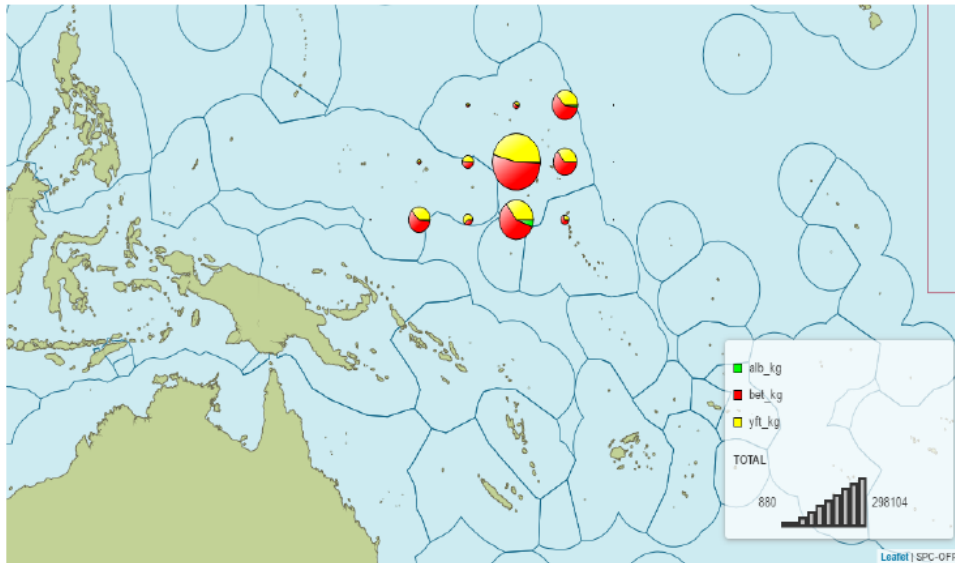 alb_kg
bet_kg
yft_kg
TOTAL
880 298104
Leaflet | SPC-OFP